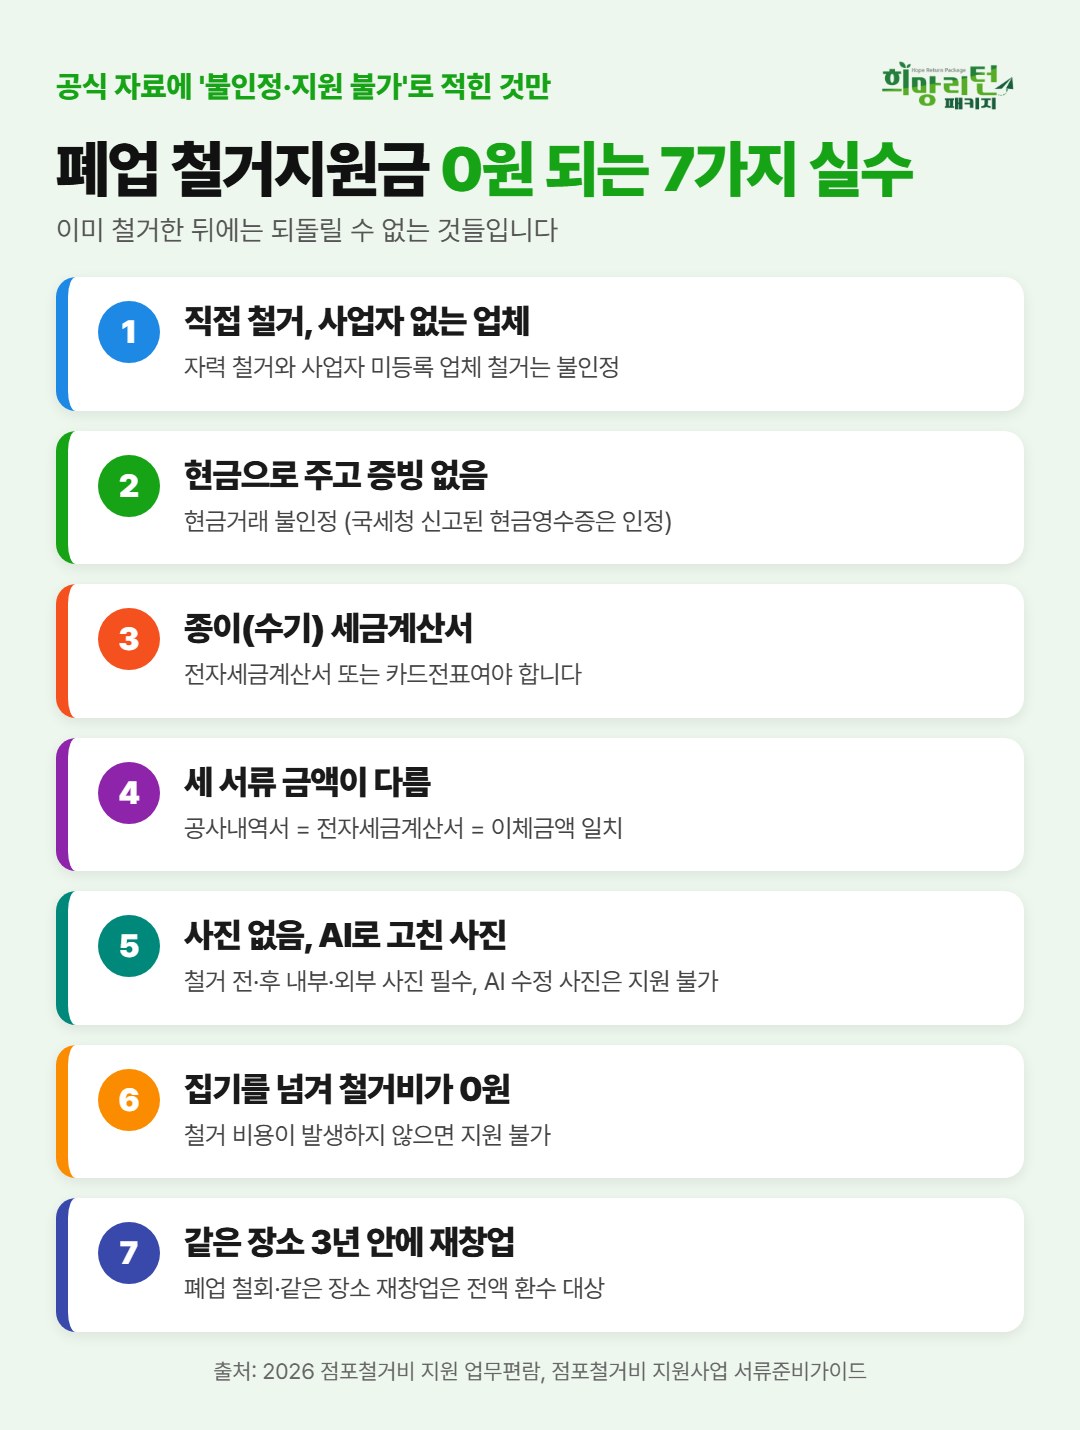 공식 자료에 '불인정·지원 불가'로 적힌 것만
Hope Return Package
희망리턴
패키지
폐업 철거지원금 0원 되는 7가지 실수
이미 철거한 뒤에는 되돌릴 수 없는 것들입니다
1
직접 철거, 사업자 없는 업체
자력 철거와 사업자 미등록 업체 철거는 불인정
2
현금으로 주고 증빙 없음
현금거래 불인정 (국세청 신고된 현금영수증은 인정)
3
종이(수기) 세금계산서
전자세금계산서 또는 카드전표여야 합니다
4
세 서류 금액이 다름
공사내역서 = 전자세금계산서 = 이체금액 일치
5
사진 없음, AI로 고친 사진
철거 전·후 내부·외부 사진 필수, AI 수정 사진은 지원 불가
6
집기를 넘겨 철거비가 0원
철거 비용이 발생하지 않으면 지원 불가
7
같은 장소 3년 안에 재창업
폐업 철회·같은 장소 재창업은 전액 환수 대상
출처: 2026 점포철거비 지원 업무편람, 점포철거비 지원사업 서류준비가이드